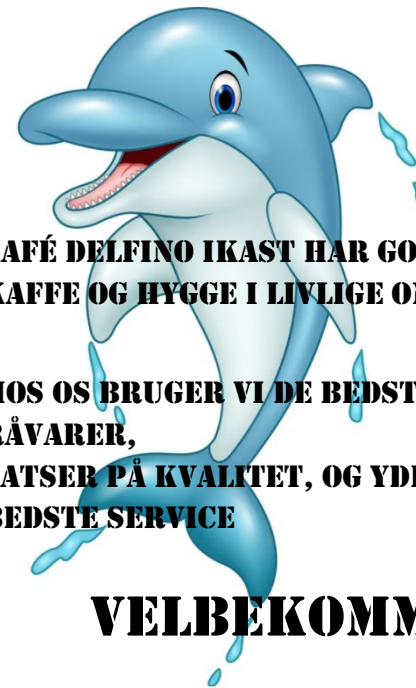 AFÉ DELFINO IKAST HAR GO
KAFFE OG HYGGE I LIVLIGE
HOS OS BRUGER VI DE BEDST
RÅVARER,
ATSER PÅ KVALITET, OG YD
BEDSTE SERVICE
VELBEKOMM